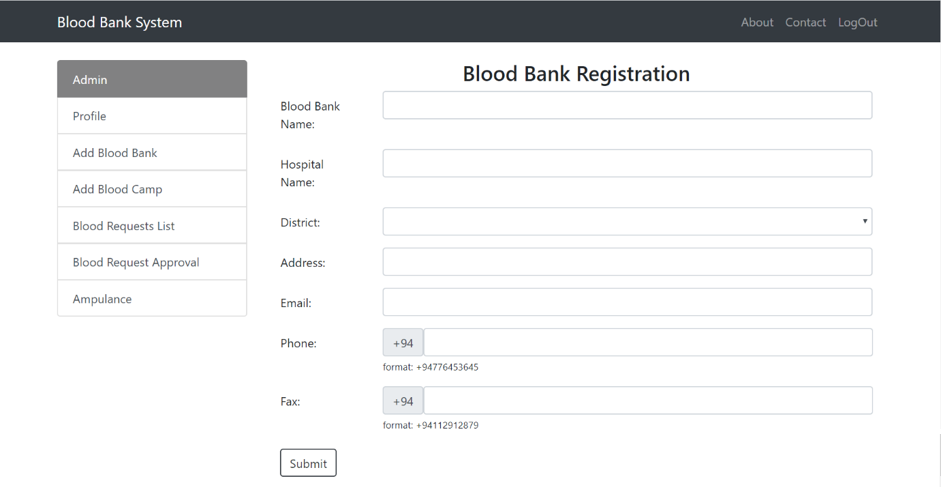 Blood Bank System
About Contact LogOut
Admin
Profile
Add Blood Bank
Add Blood Camp
Blood Requests List
Blood Request Approval
Ampulance
Blood Bank Registration
Blood Bank
Name:
Hospital
Name:
District:
Address:
Email:
Phone:
+94
format: +94776453645
Fax:
+94
format: +94112912879
Submit